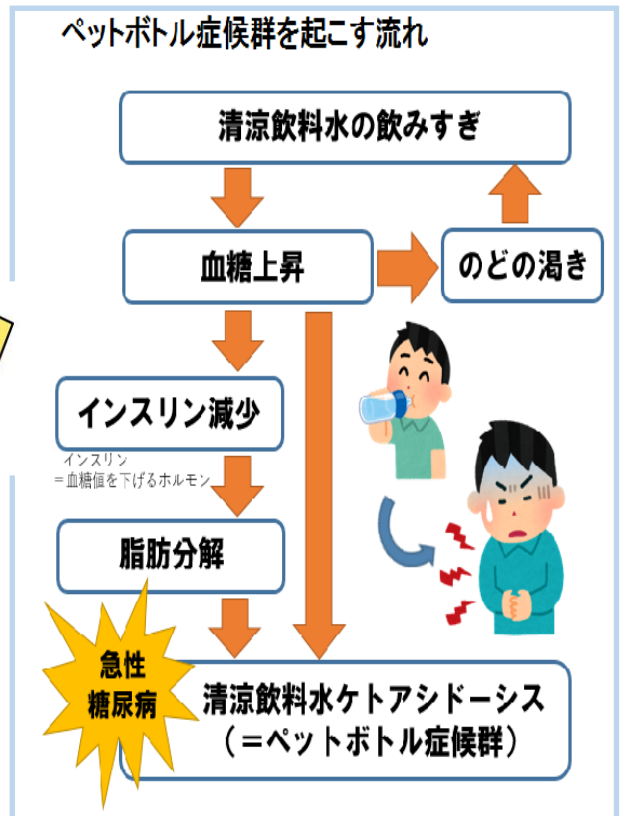 ペットボトル症候群を起こす流れ
清涼飲料水の飲みすぎ
血糖上昇
のどの渇き
インスリン減少
インスリン
＝血糖値を下げるホルモン
脂肪分解
急性
糖尿病
清涼飲料水ケトアシドーシス
（＝ペットボトル症候群）